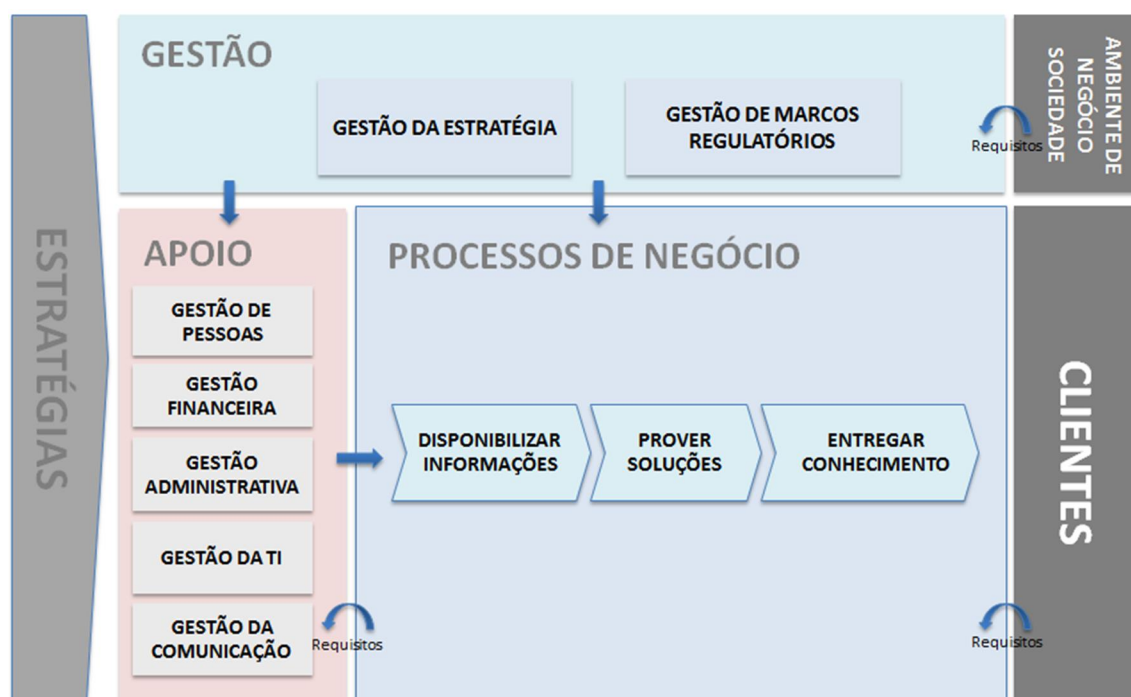 ESTRATÉGIAS
GESTÃO
GESTÃO DA ESTRATÉGIA
GESTÃO DE MARCOS
REGULATÓRIOS
Requisitos
AMBIENTE DE
NEGÓCIO
SOCIEDADE
APOIO
GESTÃO DE
PESSOAS
GESTÃO
FINANCEIRA
GESTÃO
ADMINISTRATIVA
GESTÃO DA TI
GESTÃO DA
COMUNICAÇÃO
Requisitos
PROCESSOS DE NEGÓCIO
DISPONIBILIZAR
INFORMAÇÕES
PROVER
SOLUÇÕES
ENTREGAR
CONHECIMENTO
Requisitos
CLIENTES